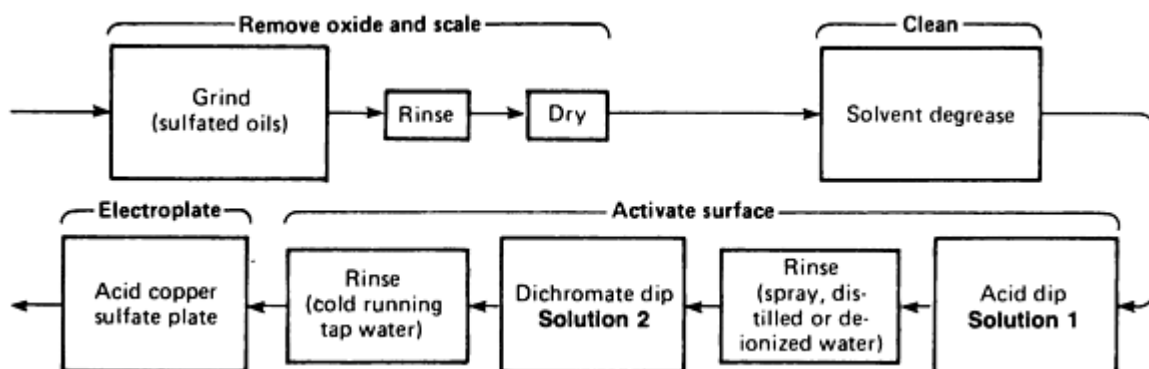 Remove oxide and scale
Clean
Grind
(sulfated oils)
Rinse
Dry
Solvent degrease
Electroplate
Activate surface
Acid copper
sulfate plate
Rinse
(cold running
tap water)
Dichromate dip
Solution 2
Rinse
(spray, dis-
tilled or de-
ionized water)
Acid dip
Solution 1